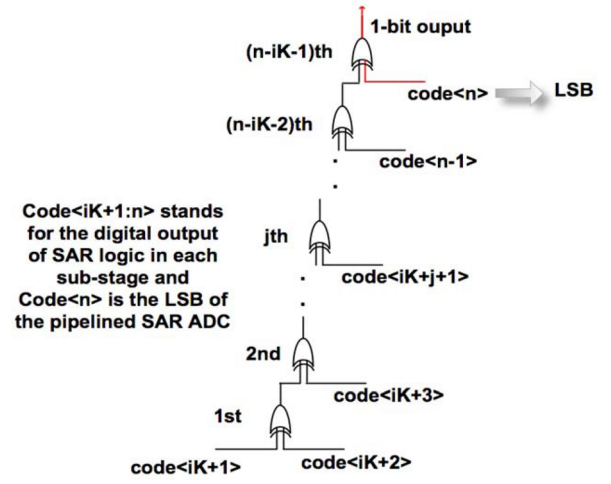 1-bit ouput
(n-iK-1)th
code<n>
LSB
(n-iK-2)th
code<n-1>
Code<iK+1:n> stands
for the digital output
of SAR logic in each
sub-stage and
Code<n> is the LSB of
the pipelined SAR ADC
jth
code<iK+j+1>
2nd
code<iK+3>
1st
code<iK+1>
code<iK+2>